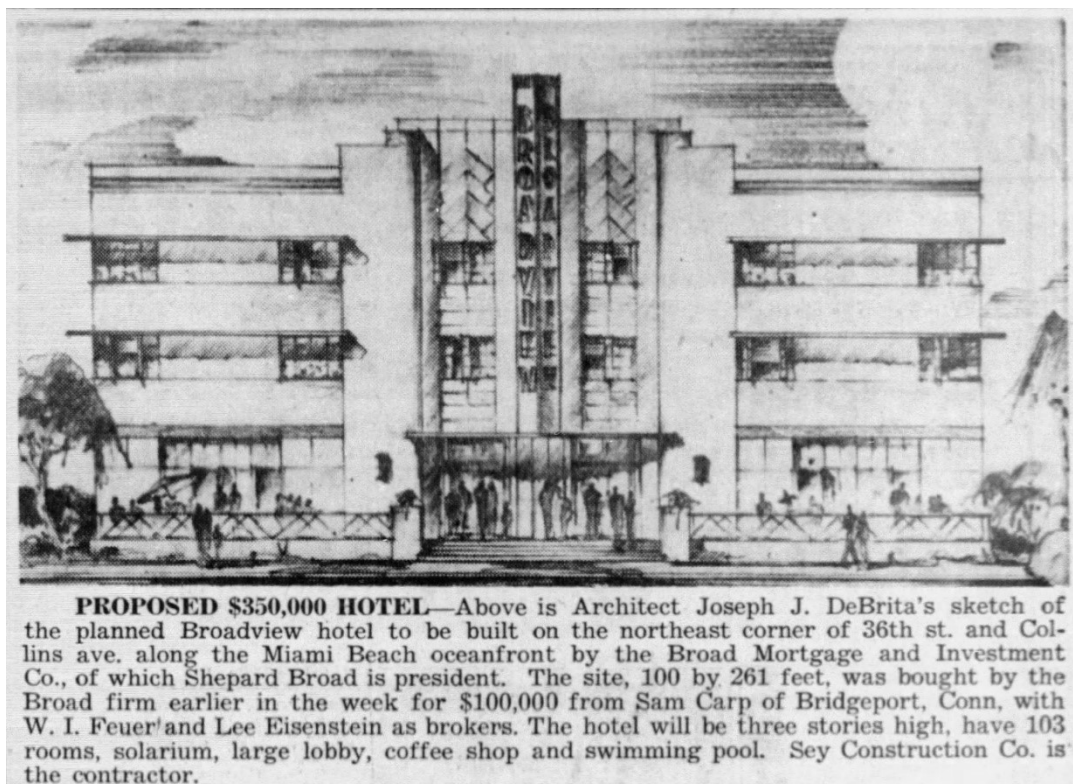 BROADVIEW
BROADVIEW
PROPOSED $350,000 HOTEL—Above is Architect Joseph J. DeBrita's sketch of
the planned Broadview hotel to be built on the northeast corner of 36th st. and Col-
lins ave. along the Miami Beach oceanfront by the Broad Mortgage and Investment
Co., of which Shepard Broad is president. The site, 100 by 261 feet, was bought by the
Broad firm earlier in the week for $100,000 from Sam Carp of Bridgeport, Conn, with
W. I. Feuer and Lee Eisenstein as brokers. The hotel will be three stories high, have 103
rooms, solarium, large lobby, coffee shop and swimming pool. Sey Construction Co. is
the contractor.